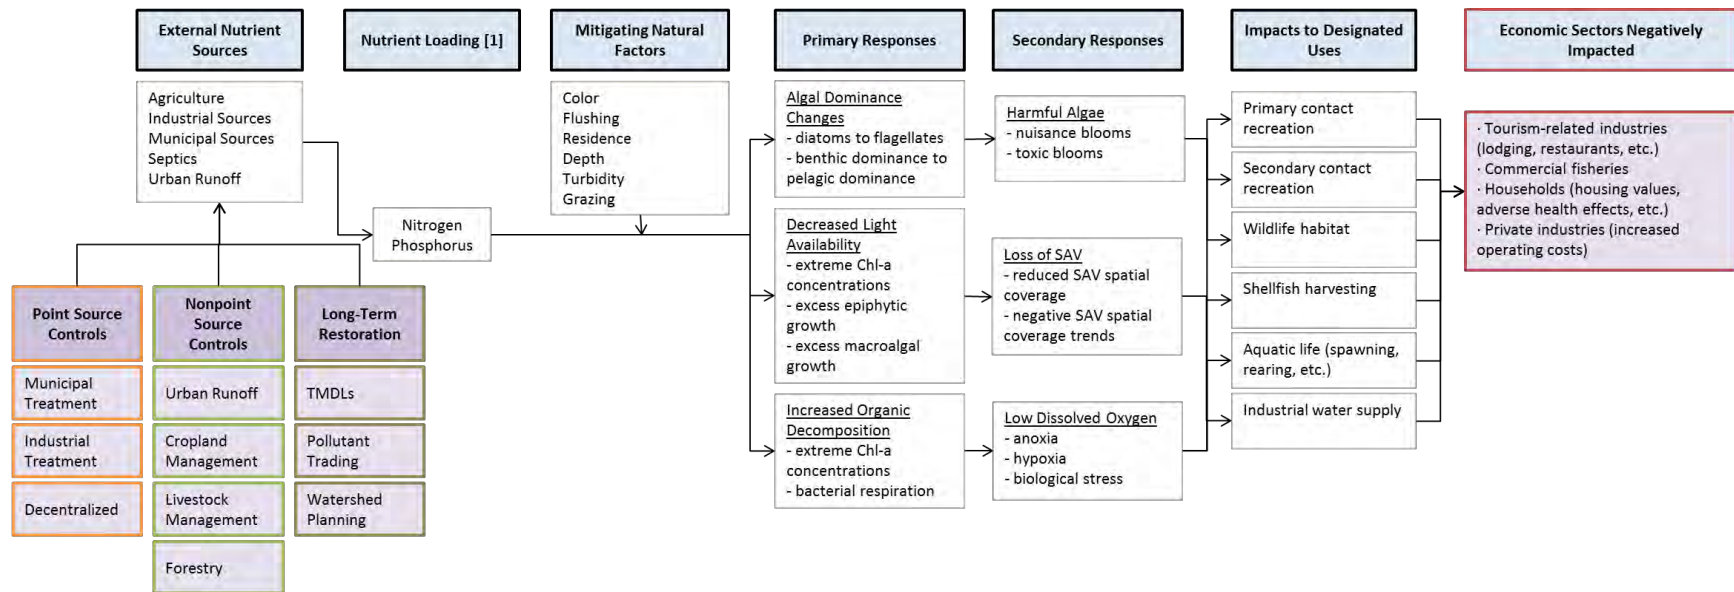 External Nutrient
Sources
Nutrient Loading [1]
Mitigating Natural
Factors
Primary Responses
Secondary Responses
Impacts to Designated
Uses
Economic Sectors Negatively
Impacted
Agriculture
Industrial Sources
Municipal Sources
Septics
Urban Runoff
Nitrogen
Phosphorus
Color
Flushing
Residence
Depth
Turbidity
Grazing
Algal Dominance
Changes
- diatoms to flagellates
- benthic dominance to
pelagic dominance
Decreased Light
Availability
- extreme Chl-a
concentrations
- excess epiphytic
growth
- excess macroalgal
growth
Increased Organic
Decomposition
- extreme Chl-a
concentrations
- bacterial respiration
Harmful Algae
- nuisance blooms
- toxic blooms
Loss of SAV
- reduced SAV spatial
coverage
- negative SAV spatial
coverage trends
Low Dissolved Oxygen
- anoxia
- hypoxia
- biological stress
Primary contact
recreation
Secondary contact
recreation
Wildlife habitat
Shellfish harvesting
Aquatic life (spawning,
rearing, etc.)
Industrial water supply
· Tourism-related industries
(lodging, restaurants, etc.)
· Commercial fisheries
· Households (housing values,
adverse health effects, etc.)
· Private industries (increased
operating costs)
Point Source
Controls
Municipal
Treatment
Industrial
Treatment
Decentralized
Nonpoint
Source
Controls
Urban Runoff
Cropland
Management
Livestock
Management
Forestry
Long-Term
Restoration
TMDLs
Pollutant
Trading
Watershed
Planning